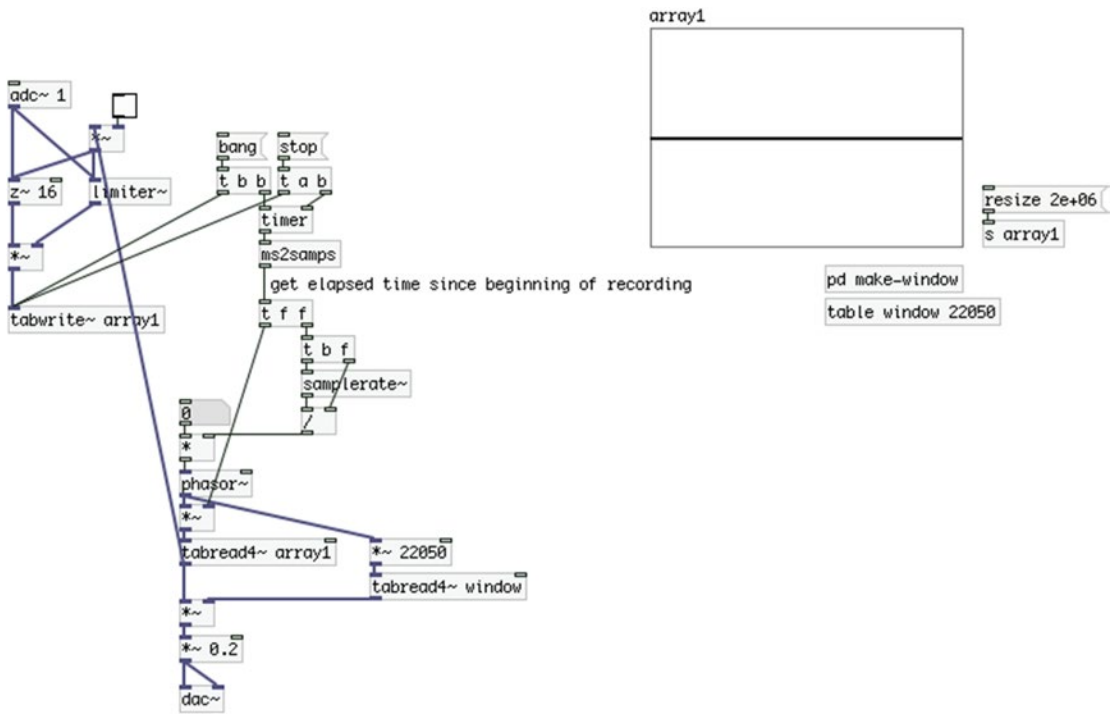 array1
adc~ 1
*~
bang
stop
t b b
t a b
z~ 16
limiter~
timer
resize 2e+06
s array1
*~
ms2samps
get elapsed time since beginning of recording
pd make-window
table window 22050
tabwrite~ array1
t f f
t b f
samplerate~
0
/
*
phasor~
*~
tabread4~ array1
*~ 22050
tabread4~ window
*~
*~ 0.2
dac~